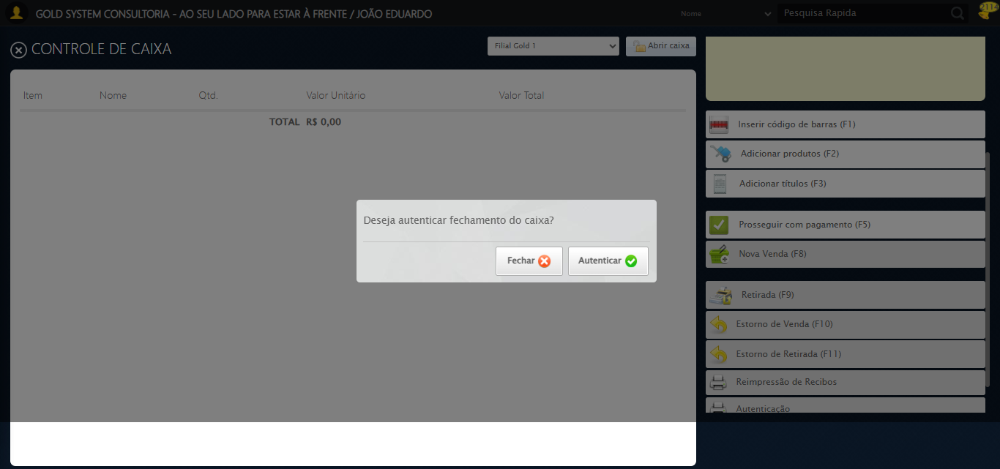 GOLD SYSTEM CONSULTORIA - AO SEU LADO PARA ESTAR À FRENTE / JOÃO EDUARDO
Nome
Pesquisa Rapida
2114
CONTROLE DE CAIXA
Filial Gold 1
Abrir caixa
Item Nome Qtd. Valor Unitário Valor Total
TOTAL R$ 0,00
Deseja autenticar fechamento do caixa?
Fechar
Autenticar
Inserir código de barras (F1)
Adicionar produtos (F2)
Adicionar títulos (F3)
Prosseguir com pagamento (F5)
Nova Venda (F8)
Retirada (F9)
Estorno de Venda (F10)
Estorno de Retirada (F11)
Reimpressão de Recibos
Autenticação